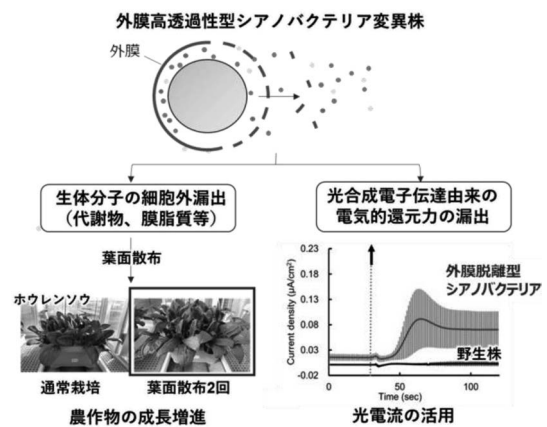 外膜高透過性型シアノバクテリア変異株
外膜
生体分子の細胞外漏出
（代謝物、膜脂質等）
光合成電子伝達由来の
電気的還元力の漏出
葉面散布
ホウレンソウ
通常栽培
葉面散布2回
農作物の成長増進
Current density (μA/cm²)
0.23
0.18
0.13
0.08
0.03
-0.02
外膜脱離型
シアノバクテリア
野生株
0
50
100
Time (sec)
光電流の活用